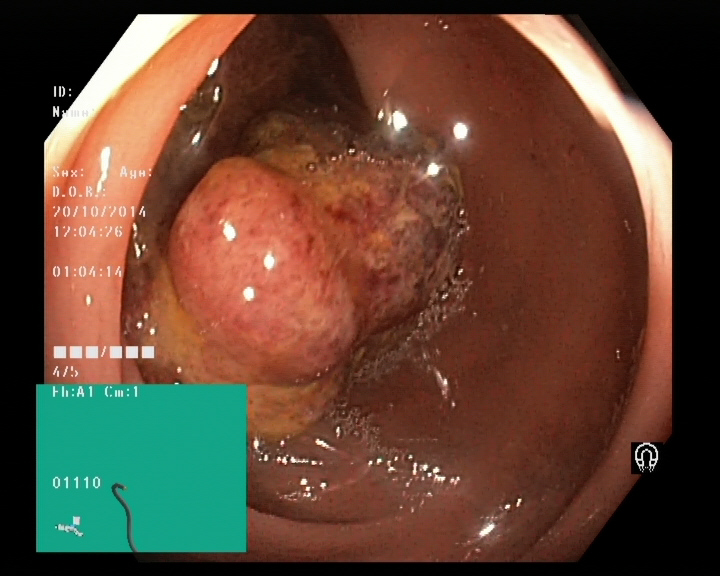 ID:
Name:
Sex: Age:
D.O.B.:
20/10/2014
12:04:26
01:04:14
■■■/■■■
4/5
Eh:A1 Cm:1
01110